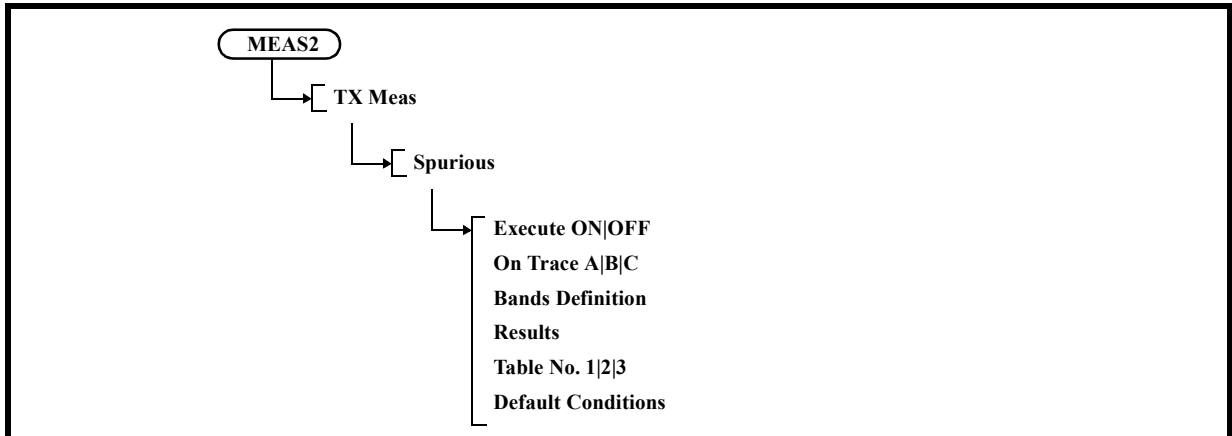 MEAS2
TX Meas
Spurious
Execute ON|OFF
On Trace A|B|C
Bands Definition
Results
Table No. 1|2|3
Default Conditions